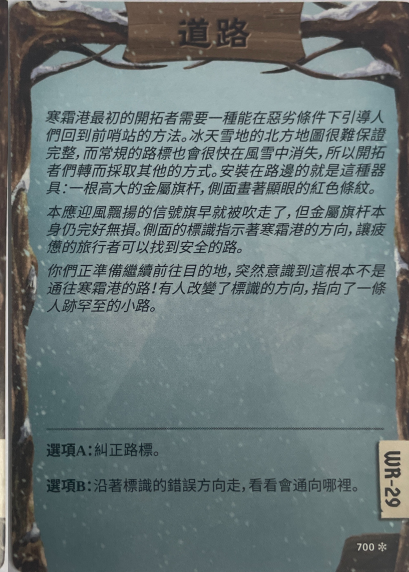 道路
寒霜港最初的開拓者需要一種能在惡劣條件下引導人
們回到前哨站的方法。冰天雪地的北方地圖很難保證
完整，而常規的路標也會很快在風雪中消失，所以開拓
者們轉而採取其他的方式。安裝在路邊的就是這種器
具：一根高大的金屬旗杆，側面畫著顯眼的紅色條紋。
本應迎風飄揚的信號旗早就被吹走了，但金屬旗杆本
身仍完好無損。側面的標識指示著寒霜港的方向，讓疲
憊的旅行者可以找到安全的路。
你們正準備繼續前往目的地，突然意識到這根本不是
通往寒霜港的路！有人改變了標識的方向，指向了一條
人跡罕至的小路。
選項A：糾正路標。
選項B：沿著標識的錯誤方向走，看看會通向哪裡。
WR-29
700